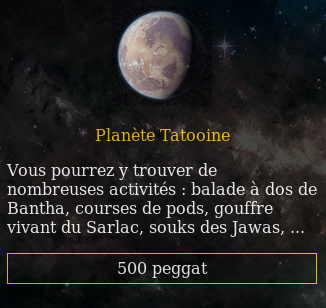 Planète Tatooine
Vous pourrez y trouver de
nombreuses activités : balade à dos de
Bantha, courses de pods, gouffre
vivant du Sarlac, souks des Jawas, ...
500 peggat